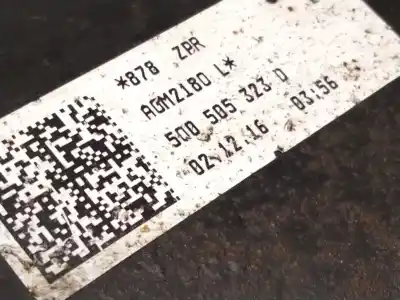 *878 ZPR
AGM2180 L*
5Q0 505 323 D
02.12.16 03:56